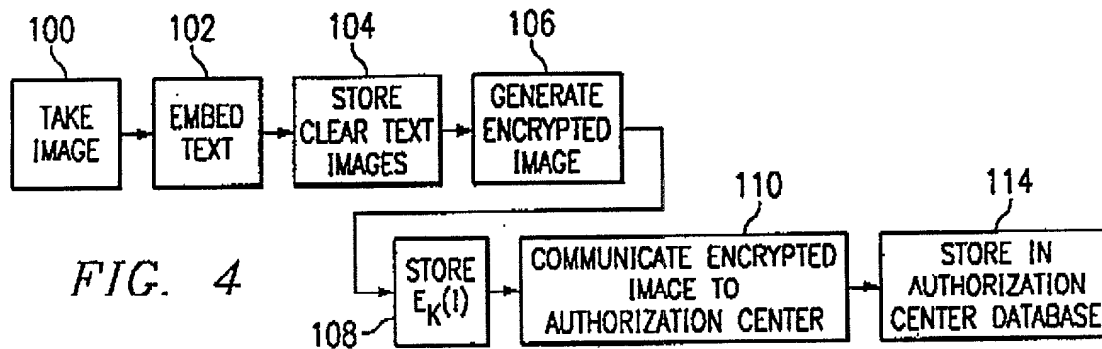 100
102
104
106
TAKE
IMAGE
EMBED
TEXT
STORE
CLEAR TEXT
IMAGES
GENERATE
ENCRYPTED
IMAGE
110
114
FIG. 4
STORE
E_K(I)
108
COMMUNICATE ENCRYPTED
IMAGE TO
AUTHORIZATION CENTER
STORE IN
AUTHORIZATION
CENTER DATABASE